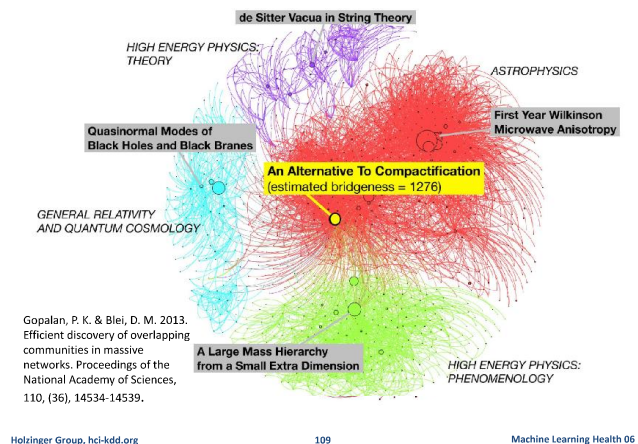 de Sitter Vacua in String Theory
HIGH ENERGY PHYSICS:
THEORY
ASTROPHYSICS
First Year Wilkinson
Microwave Anisotropy
Quasinormal Modes of
Black Holes and Black Branes
An Alternative To Compactification
(estimated bridgeness = 1276)
GENERAL RELATIVITY
AND QUANTUM COSMOLOGY
Gopalan, P. K. & Blei, D. M. 2013.
Efficient discovery of overlapping
communities in massive
networks. Proceedings of the
National Academy of Sciences,
110, (36), 14534-14539.
A Large Mass Hierarchy
from a Small Extra Dimension
HIGH ENERGY PHYSICS:
PHENOMENOLOGY
Holzinger Group, hci-kdd.org
109
Machine Learning Health 06